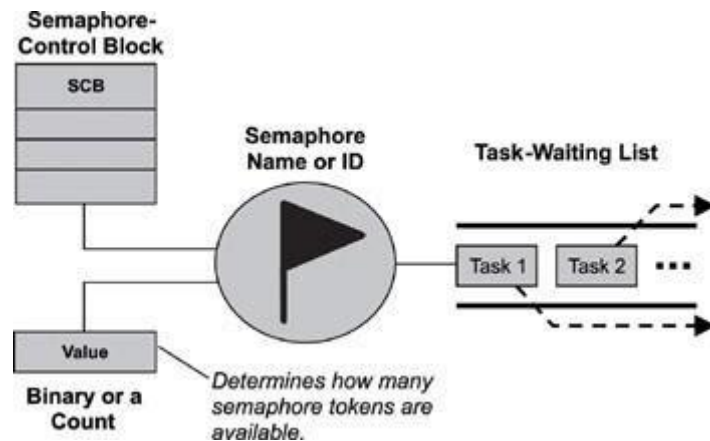 Semaphore-
Control Block
SCB
Semaphore
Name or ID
Task-Waiting List
Task 1
Task 2
Value
Binary or a
Count
Determines how many
semaphore tokens are
available.